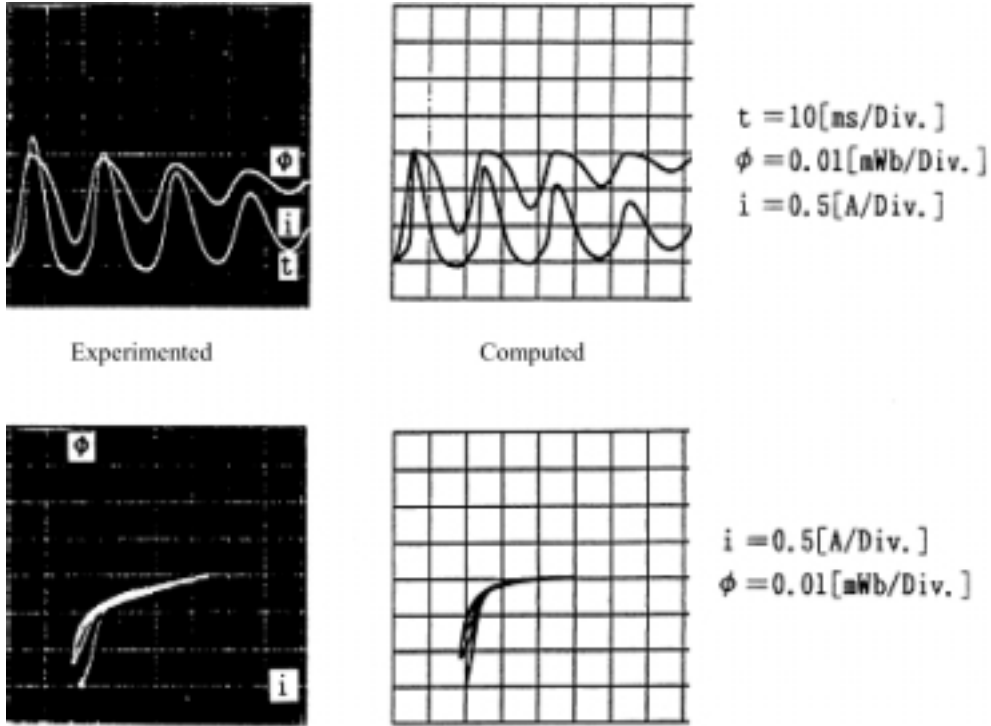 ϕ
i
t
t = 10[ms/Div.]
ϕ = 0.01[mWb/Div.]
i = 0.5[A/Div.]
Experimented
Computed
ϕ
i
i = 0.5[A/Div.]
ϕ = 0.01[mWb/Div.]